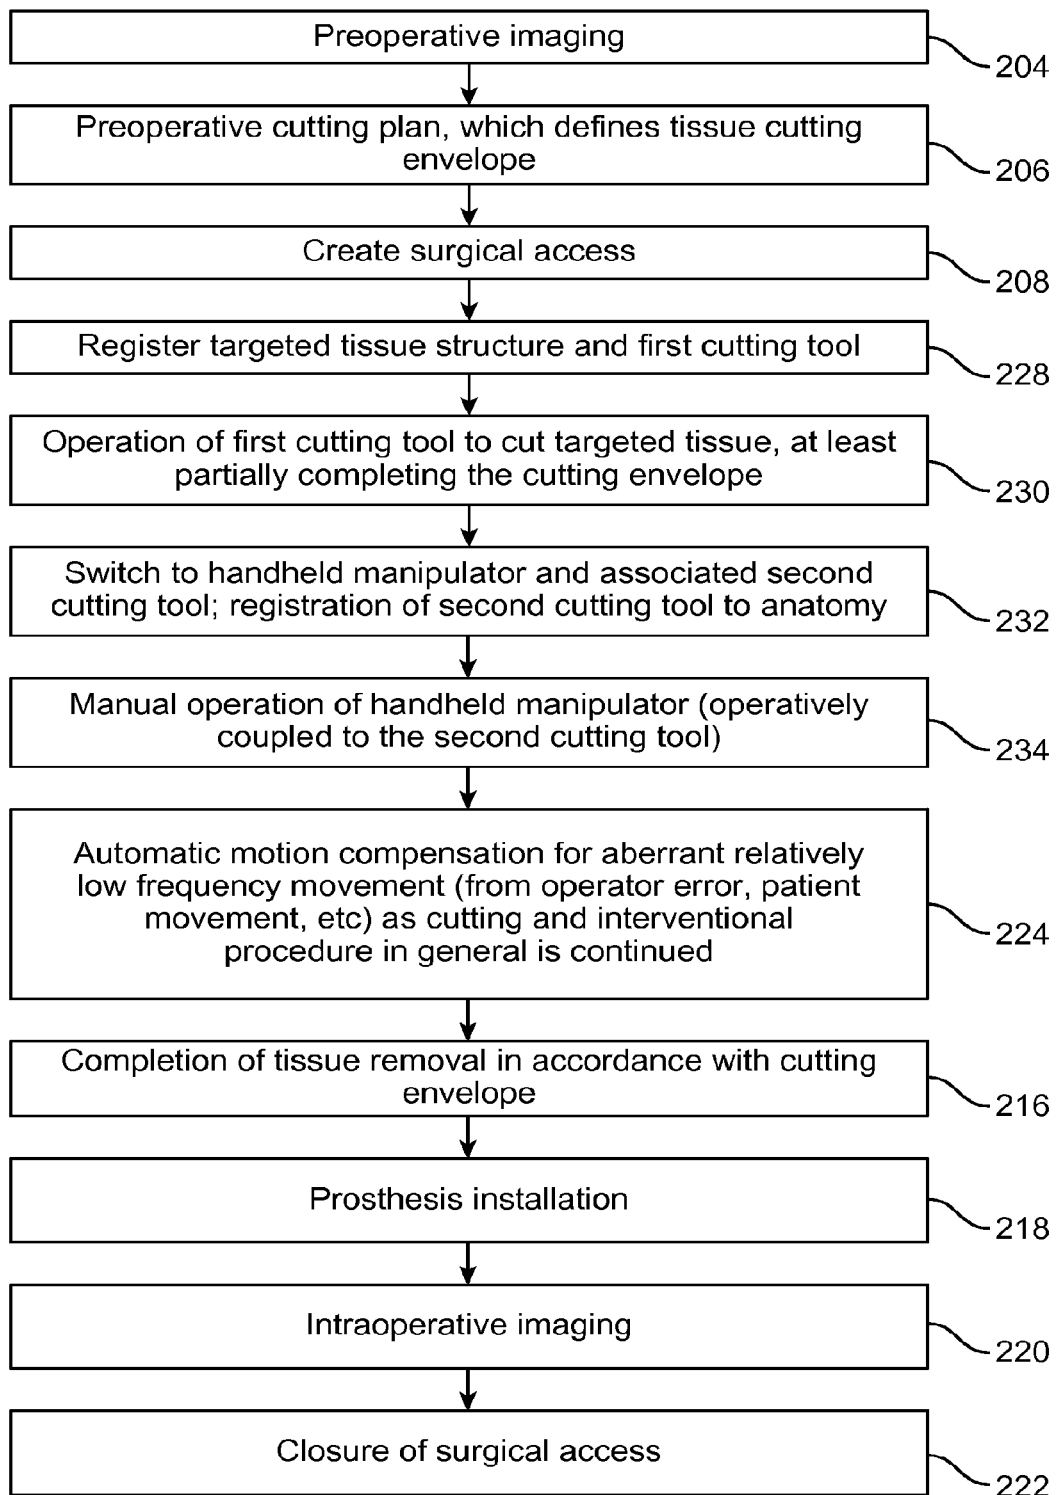 Preoperative imaging
204
Preoperative cutting plan, which defines tissue cutting
envelope
206
Create surgical access
208
Register targeted tissue structure and first cutting tool
228
Operation of first cutting tool to cut targeted tissue, at least
partially completing the cutting envelope
230
Switch to handheld manipulator and associated second
cutting tool; registration of second cutting tool to anatomy
232
Manual operation of handheld manipulator (operatively
coupled to the second cutting tool)
234
Automatic motion compensation for aberrant relatively
low frequency movement (from operator error, patient
movement, etc) as cutting and interventional
procedure in general is continued
224
Completion of tissue removal in accordance with cutting
envelope
216
Prosthesis installation
218
Intraoperative imaging
220
Closure of surgical access
222